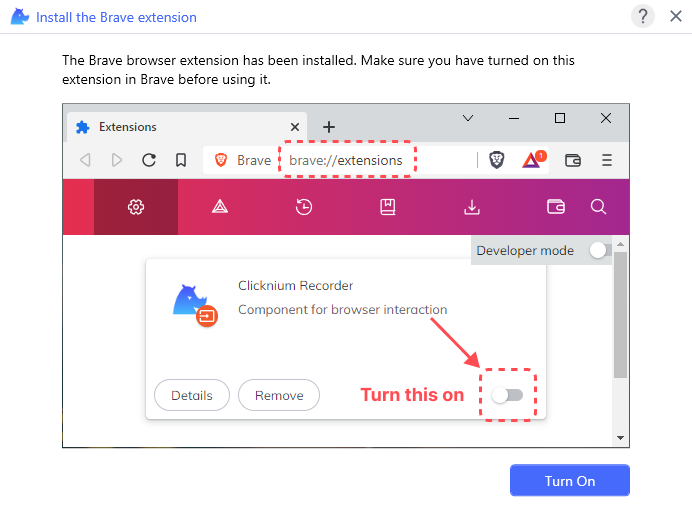 Install the Brave extension
?
The Brave browser extension has been installed. Make sure you have turned on this
extension in Brave before using it.
Extensions
Brave brave://extensions 1
Developer mode
Clicknium Recorder
Component for browser interaction
Details Remove Turn this on
Turn On